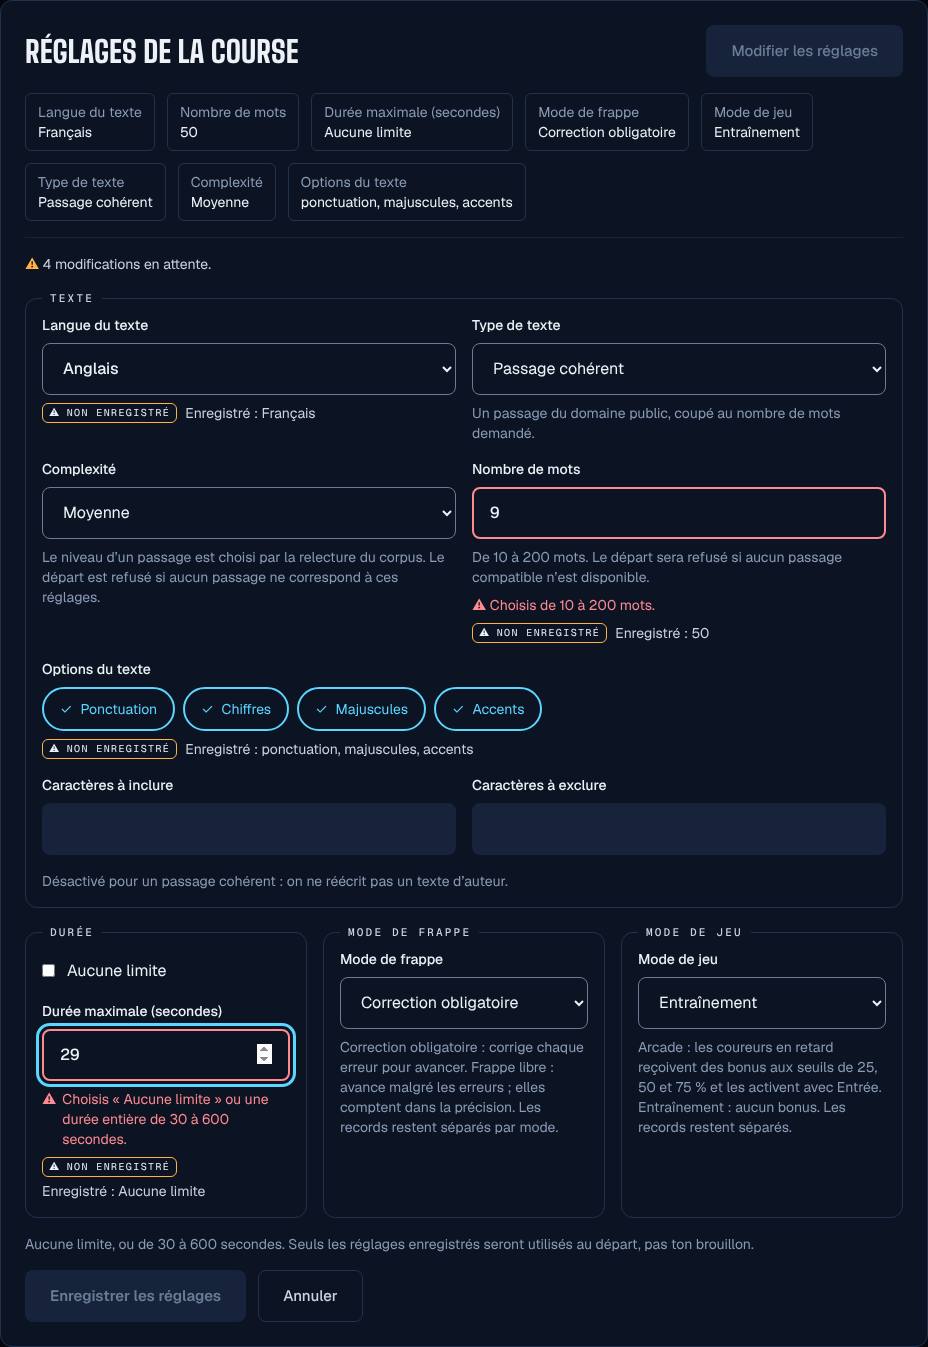 RÉGLAGES DE LA COURSE
Modifier les réglages
Langue du texte
Français
Nombre de mots
50
Durée maximale (secondes)
Aucune limite
Mode de frappe
Correction obligatoire
Mode de jeu
Entraînement
Type de texte
Passage cohérent
Complexité
Moyenne
Options du texte
ponctuation, majuscules, accents
4 modifications en attente.
TEXTE
Langue du texte
Anglais
NON ENREGISTRÉ Enregistré : Français
Type de texte
Passage cohérent
Un passage du domaine public, coupé au nombre de mots
demandé.
Complexité
Moyenne
Le niveau d’un passage est choisi par la relecture du corpus. Le
départ est refusé si aucun passage ne correspond à ces
réglages.
Nombre de mots
9
De 10 à 200 mots. Le départ sera refusé si aucun passage
compatible n’est disponible.
Choisis de 10 à 200 mots.
NON ENREGISTRÉ Enregistré : 50
Options du texte
✓ Ponctuation ✓ Chiffres ✓ Majuscules ✓ Accents
NON ENREGISTRÉ Enregistré : ponctuation, majuscules, accents
Caractères à inclure
Caractères à exclure
Désactivé pour un passage cohérent : on ne réécrit pas un texte d’auteur.
DURÉE
Aucune limite
Durée maximale (secondes)
29
Choisis « Aucune limite » ou une
durée entière de 30 à 600
secondes.
NON ENREGISTRÉ
Enregistré : Aucune limite
MODE DE FRAPPE
Mode de frappe
Correction obligatoire
Correction obligatoire : corrige chaque
erreur pour avancer. Frappe libre :
avance malgré les erreurs ; elles
comptent dans la précision. Les
records restent séparés par mode.
MODE DE JEU
Mode de jeu
Entraînement
Arcade : les coureurs en retard
reçoivent des bonus aux seuils de 25,
50 et 75 % et les activent avec Entrée.
Entraînement : aucun bonus. Les
records restent séparés.
Aucune limite, ou de 30 à 600 secondes. Seuls les réglages enregistrés seront utilisés au départ, pas ton brouillon.
Enregistrer les réglages
Annuler